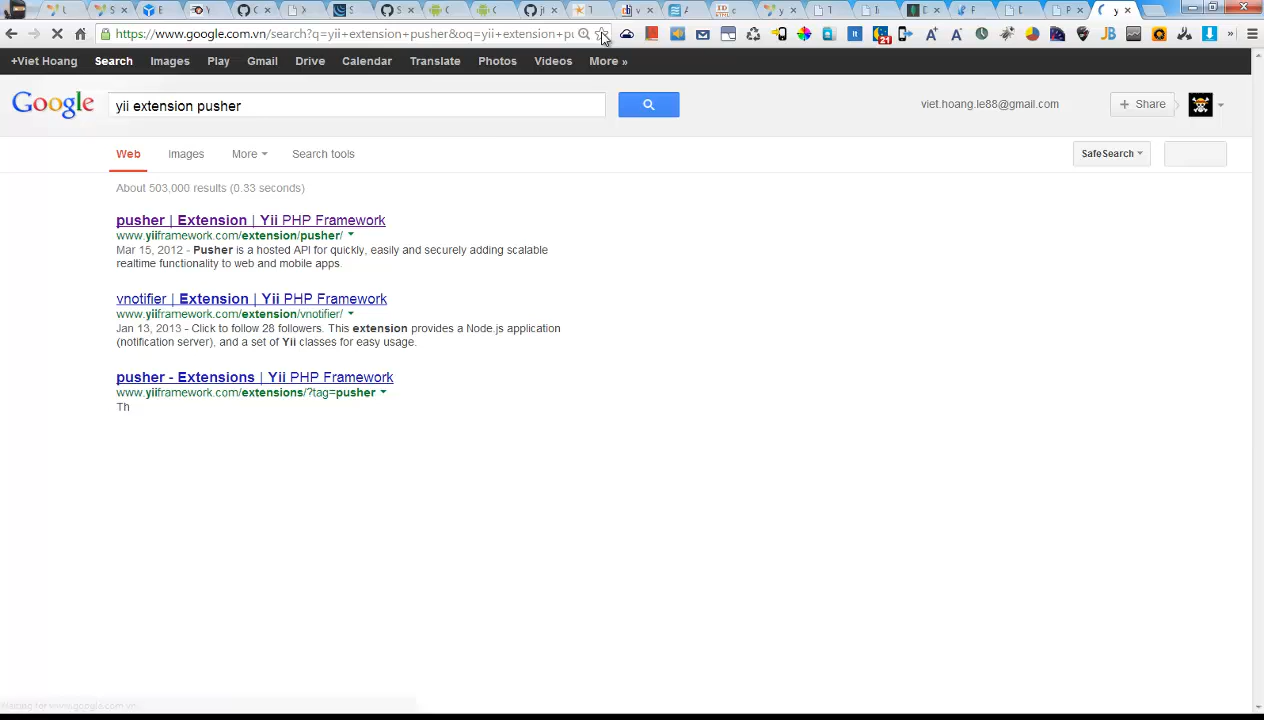 https://www.google.com.vn/search?q=yii+extension+pusher&oq=yii+extension+pu
+Viet Hoang Search Images Play Gmail Drive Calendar Translate Photos Videos More »
Google yii extension pusher viet.hoang.le88@gmail.com + Share
Web Images More Search tools SafeSearch
About 503,000 results (0.33 seconds)
pusher | Extension | Yii PHP Framework
www.yiiframework.com/extension/pusher/
Mar 15, 2012 - Pusher is a hosted API for quickly, easily and securely adding scalable
realtime functionality to web and mobile apps.
vnotifier | Extension | Yii PHP Framework
www.yiiframework.com/extension/vnotifier/
Jan 13, 2013 - Click to follow 28 followers. This extension provides a Node.js application
(notification server), and a set of Yii classes for easy usage.
pusher - Extensions | Yii PHP Framework
www.yiiframework.com/extensions/?tag=pusher
Th
Waiting for www.google.com.vn...